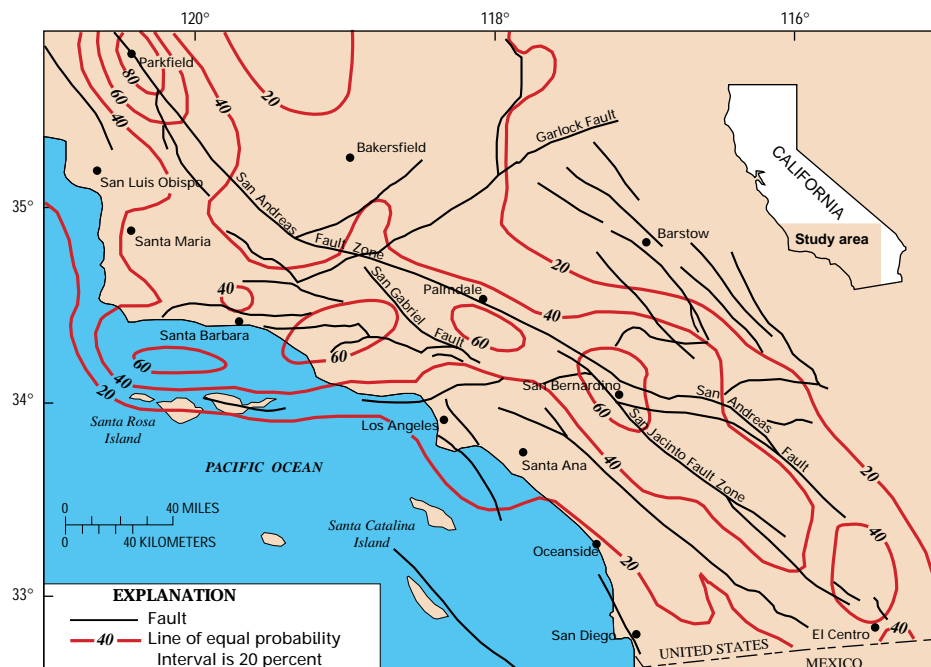 120°
118°
116°
Parkfield
80
60
40
40
20
Bakersfield
Garlock Fault
CALIFORNIA
San Luis Obispo
San Andreas
Fault Zone
35°
Santa Maria
Barstow
Study area
20
San Gabriel
Fault
Palmdale
40
40
Santa Barbara
60
60
60
San Bernardino
San Andreas
Fault
20
40
34°
60
Santa Rosa
Island
Los Angeles
San Jacinto Fault Zone
20
PACIFIC OCEAN
Santa Ana
40
0 40 MILES
0 40 KILOMETERS
Santa Catalina
Island
Oceanside
40
20
33°
EXPLANATION
Fault
40 Line of equal probability
Interval is 20 percent
San Diego
El Centro
40
UNITED STATES
MEXICO